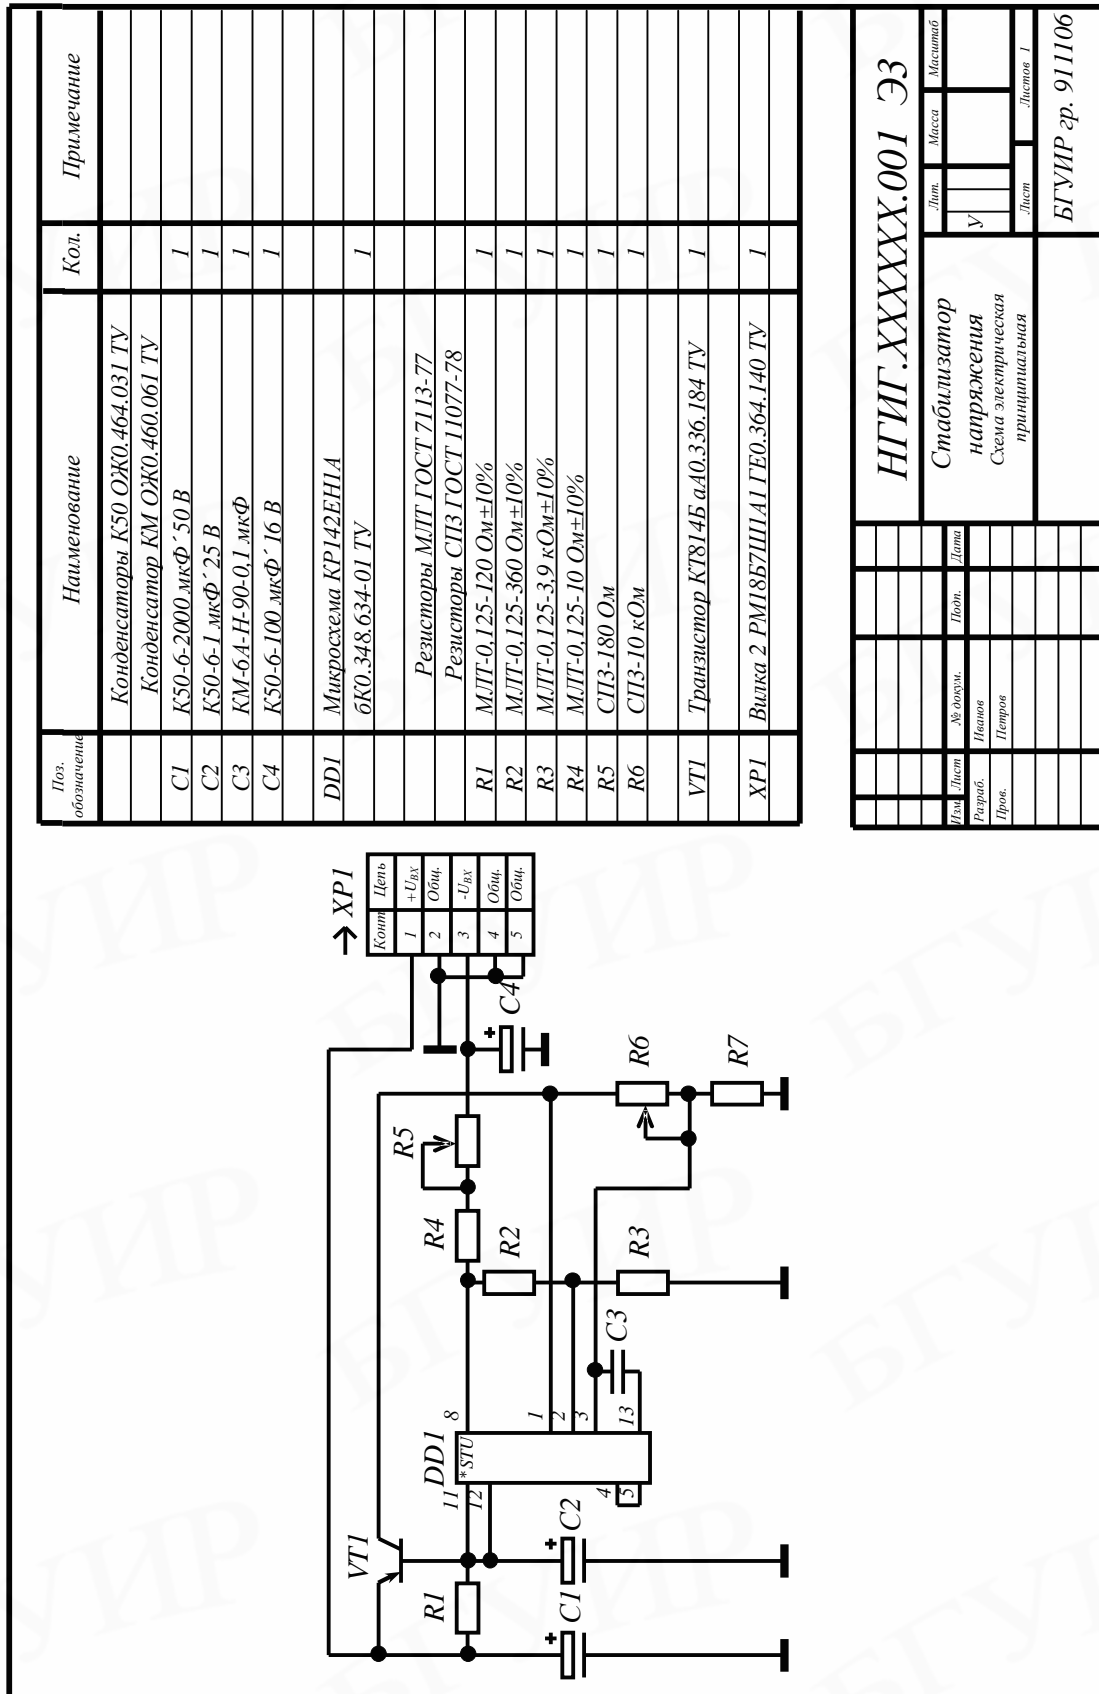 Поз. обозначение Наименование Кол. Примечание
Конденсаторы К50 ОЖ0.464.031 ТУ
Конденсатор КМ ОЖ0.460.061 ТУ
C1 К50-6-2000 мкФ´50 В 1
C2 К50-6-1 мкФ´25 В 1
C3 КМ-6А-Н-90-0,1 мкФ 1
C4 К50-6-100 мкФ´16 В 1
DD1 Микросхема КР142ЕН1А
бК0.348.634-01 ТУ 1
Резисторы МЛТ ГОСТ 7113-77
Резисторы СП3 ГОСТ 11077-78
R1 МЛТ-0,125-120 Ом±10% 1
R2 МЛТ-0,125-360 Ом±10% 1
R3 МЛТ-0,125-3,9 кОм±10% 1
R4 МЛТ-0,125-10 Ом±10% 1
R5 СП3-180 Ом 1
R6 СП3-10 кОм 1
VT1 Транзистор КТ814Б аА0.336.184 ТУ 1
XP1 Вилка 2 РМ18Б7Ш1А1 ГЕ0.364.140 ТУ 1
XP1
Конт Цепь
1 +UВХ
2 Общ.
3 -UВХ
4 Общ.
5 Общ.
VT1
R1
C1
C2
DD1
*STU
11
12
4
5
8
1
2
3
13
C3
R2
R3
R4
R5
C4
R6
R7
НГИГ.XXXXXX.001 ЭЗ
Стабилизатор
напряжения
Схема электрическая
принципиальная
Лит. Масса Масштаб
У
Лист Листов 1
БГУИР гр. 911106
Изм. Лист № докум. Подп. Дата
Разраб. Иванов
Пров. Петров
БГУИР